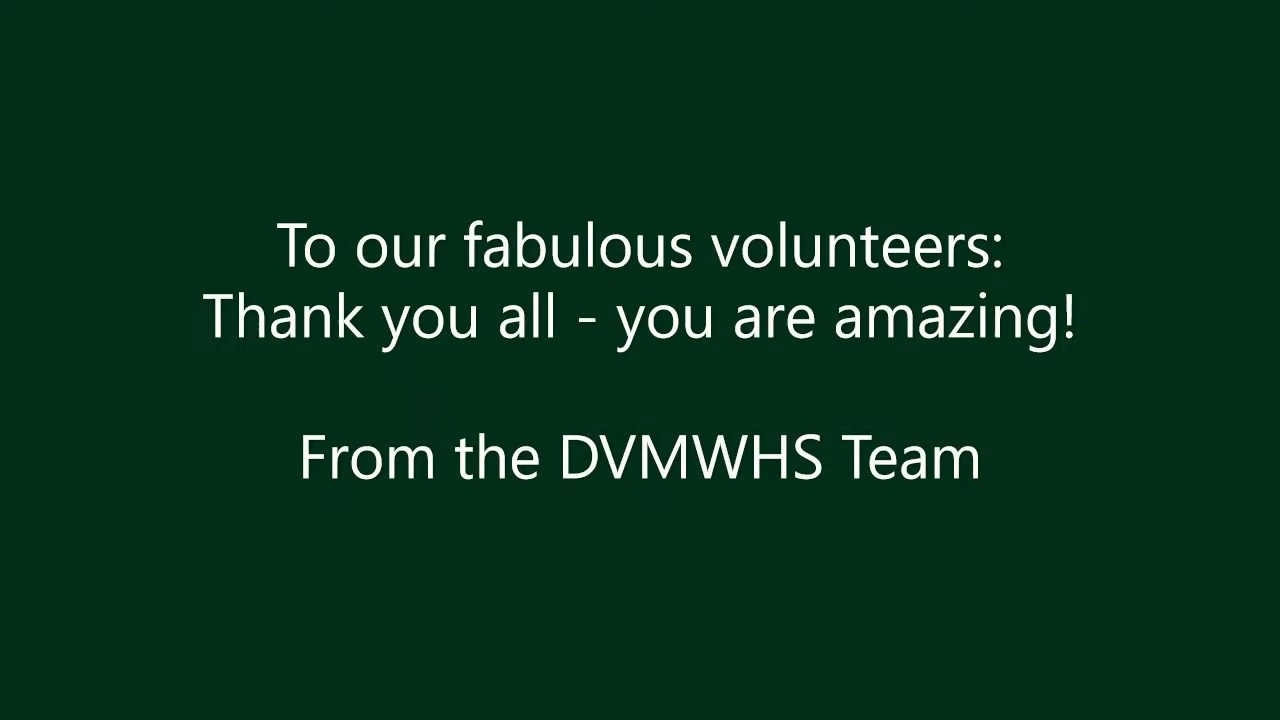 To our fabulous volunteers:
Thank you all - you are amazing!
From the DVMWHS Team